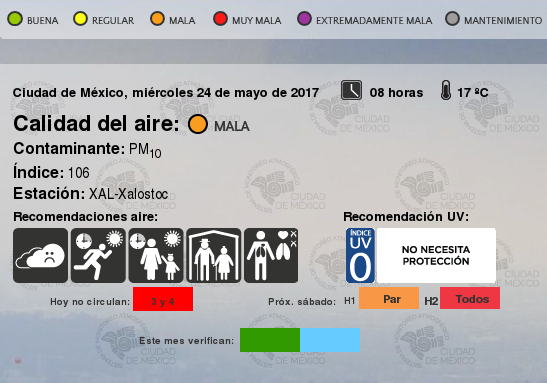 BUENA REGULAR MALA MUY MALA EXTREMADAMENTE MALA MANTENIMIENTO
Ciudad de México, miércoles 24 de mayo de 2017 08 horas 17 ºC
Calidad del aire: MALA
Contaminante: PM10
Índice: 106
Estación: XAL-Xalostoc
Recomendaciones aire: Recomendación UV:
ÍNDICE
UV
0
NO NECESITA
PROTECCIÓN
Hoy no circulan: 3 y 4 Próx. sábado: H1 Par H2 Todos
Este mes verifican:
CIUDAD
DE MÉXICO